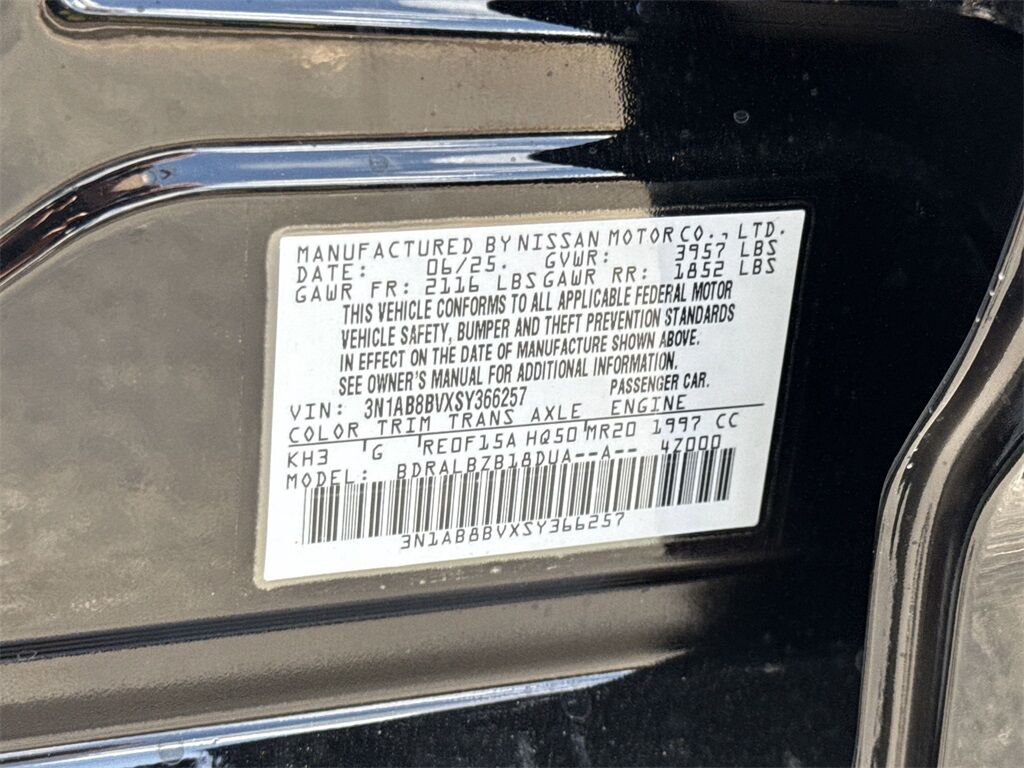 MANUFACTURED BY NISSAN MOTOR CO., LTD.
DATE: 06/25. GVWR: 3957 LBS
GAWR FR: 2116 LBS GAWR RR: 1852 LBS
THIS VEHICLE CONFORMS TO ALL APPLICABLE FEDERAL MOTOR
VEHICLE SAFETY, BUMPER AND THEFT PREVENTION STANDARDS
IN EFFECT ON THE DATE OF MANUFACTURE SHOWN ABOVE.
SEE OWNER'S MANUAL FOR ADDITIONAL INFORMATION.
VIN: 3N1AB8BVXSY366257 PASSENGER CAR.
COLOR TRIM TRANS AXLE ENGINE
KH3 G RE0F15A HQ50 MR20 1997 CC
MODEL: BDRALBZB18DUA--A-- 4Z000
3N1AB8BVXSY366257